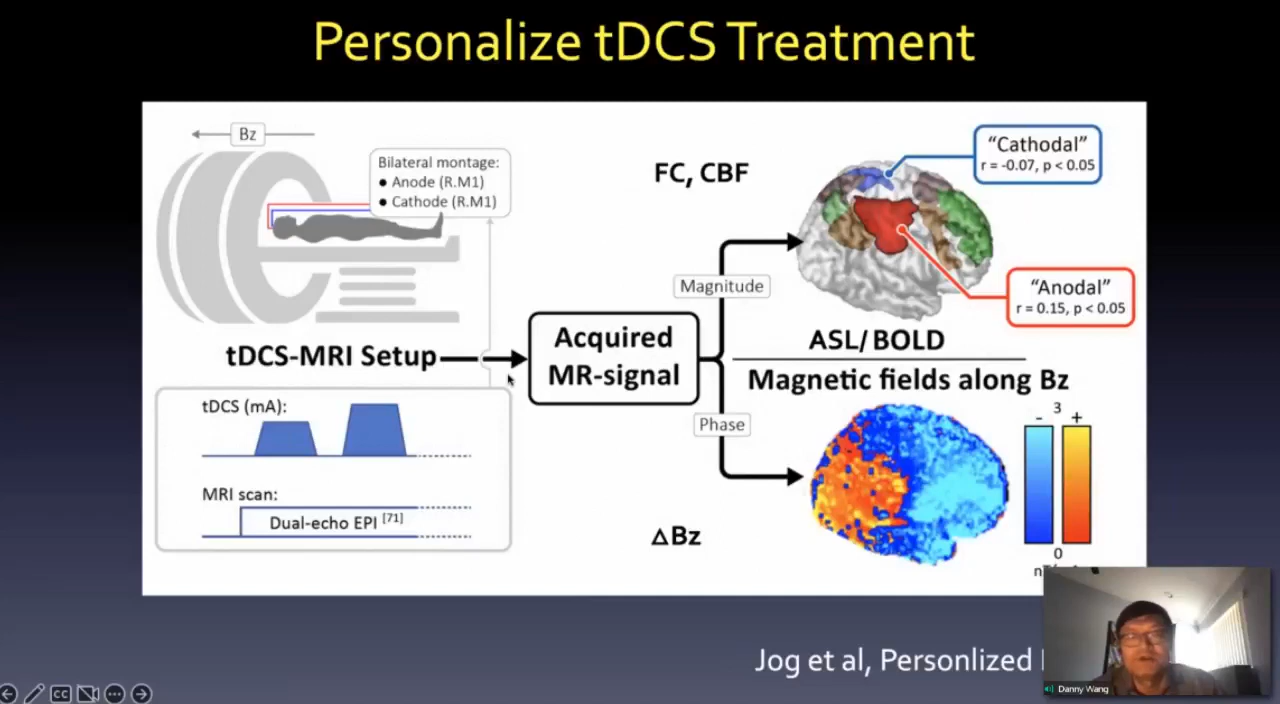 Personalize tDCS Treatment
Bz
Bilateral montage:
● Anode (R.M1)
● Cathode (R.M1)
FC, CBF
"Cathodal"
r = -0.07, p < 0.05
Magnitude
"Anodal"
r = 0.15, p < 0.05
tDCS-MRI Setup
Acquired
MR-signal
ASL/BOLD
Magnetic fields along Bz
tDCS (mA):
Phase
3
- +
MRI scan:
Dual-echo EPI [71]
ΔBz
0
Jog et al, Personlized
CC
Danny Wang